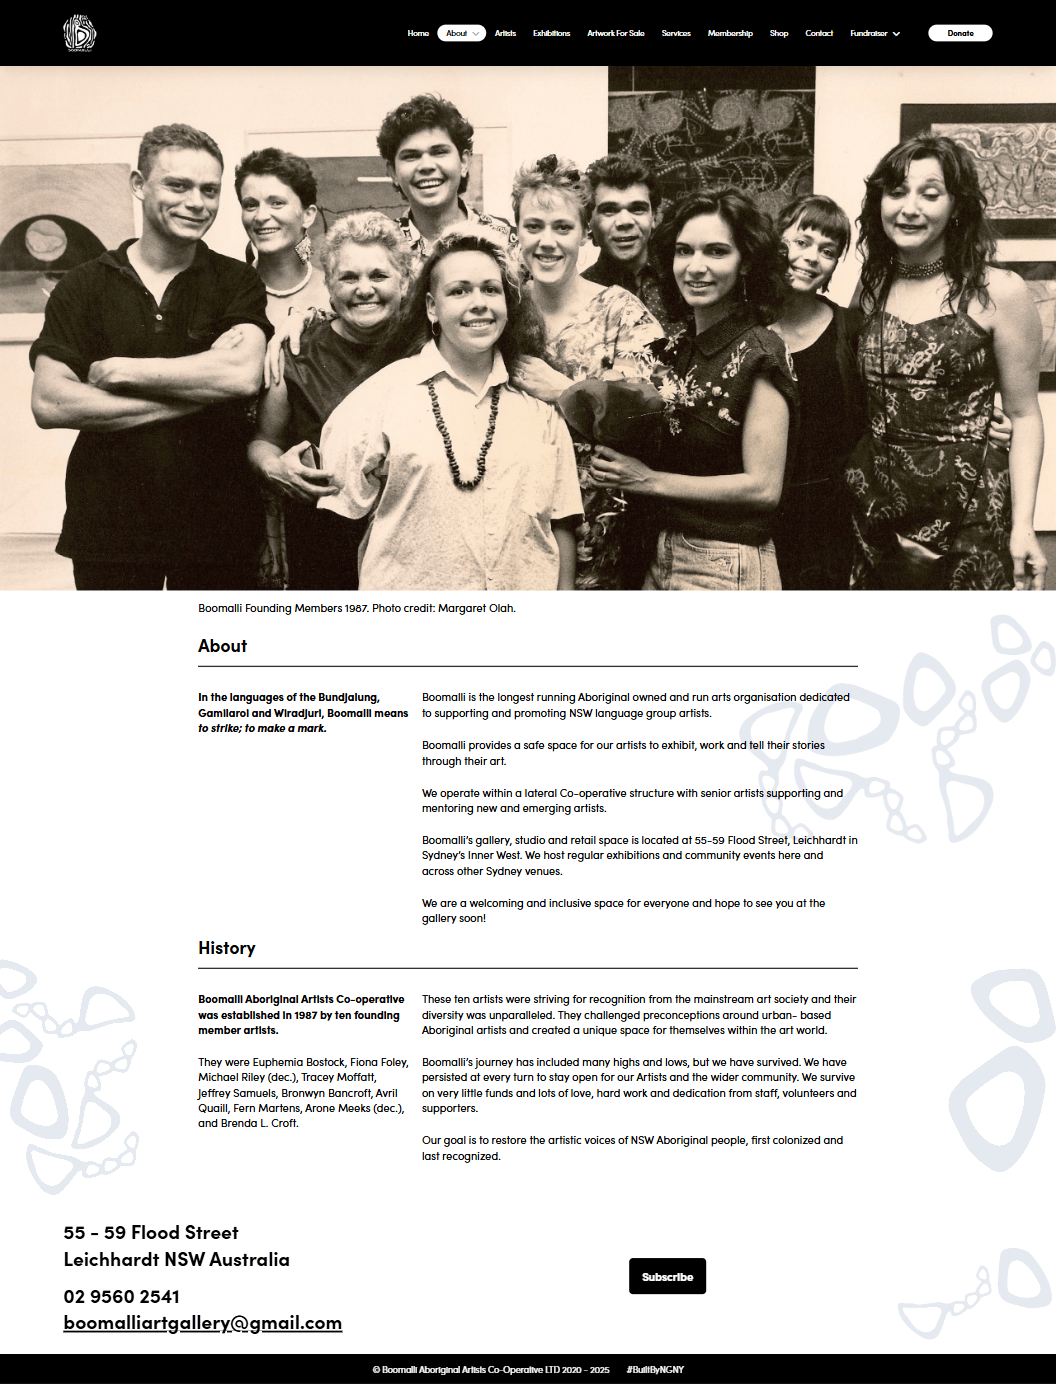 Home About Artists Exhibitions Artwork For Sale Services Membership Shop Contact Fundraiser Donate
Boomalli Founding Members 1987. Photo credit: Margaret Olah.
About
In the languages of the Bundjalung,
Gamilaroi and Wiradjuri, Boomalli means
to strike; to make a mark.
Boomalli is the longest running Aboriginal owned and run arts organisation dedicated
to supporting and promoting NSW language group artists.
Boomalli provides a safe space for our artists to exhibit, work and tell their stories
through their art.
We operate within a lateral Co-operative structure with senior artists supporting and
mentoring new and emerging artists.
Boomalli's gallery, studio and retail space is located at 55-59 Flood Street, Leichhardt in
Sydney's Inner West. We host regular exhibitions and community events here and
across other Sydney venues.
We are a welcoming and inclusive space for everyone and hope to see you at the
gallery soon!
History
Boomalli Aboriginal Artists Co-operative
was established in 1987 by ten founding
member artists.
They were Euphemia Bostock, Fiona Foley,
Michael Riley (dec.), Tracey Moffatt,
Jeffrey Samuels, Bronwyn Bancroft, Avril
Quaill, Fern Martens, Arone Meeks (dec.),
and Brenda L. Croft.
These ten artists were striving for recognition from the mainstream art society and their
diversity was unparalleled. They challenged preconceptions around urban- based
Aboriginal artists and created a unique space for themselves within the art world.
Boomalli's journey has included many highs and lows, but we have survived. We have
persisted at every turn to stay open for our Artists and the wider community. We survive
on very little funds and lots of love, hard work and dedication from staff, volunteers and
supporters.
Our goal is to restore the artistic voices of NSW Aboriginal people, first colonized and
last recognized.
55 - 59 Flood Street
Leichhardt NSW Australia
02 9560 2541
boomalliartgallery@gmail.com
Subscribe
© Boomalli Aboriginal Artists Co-Operative LTD 2020 - 2025 #BuiltByNGNY